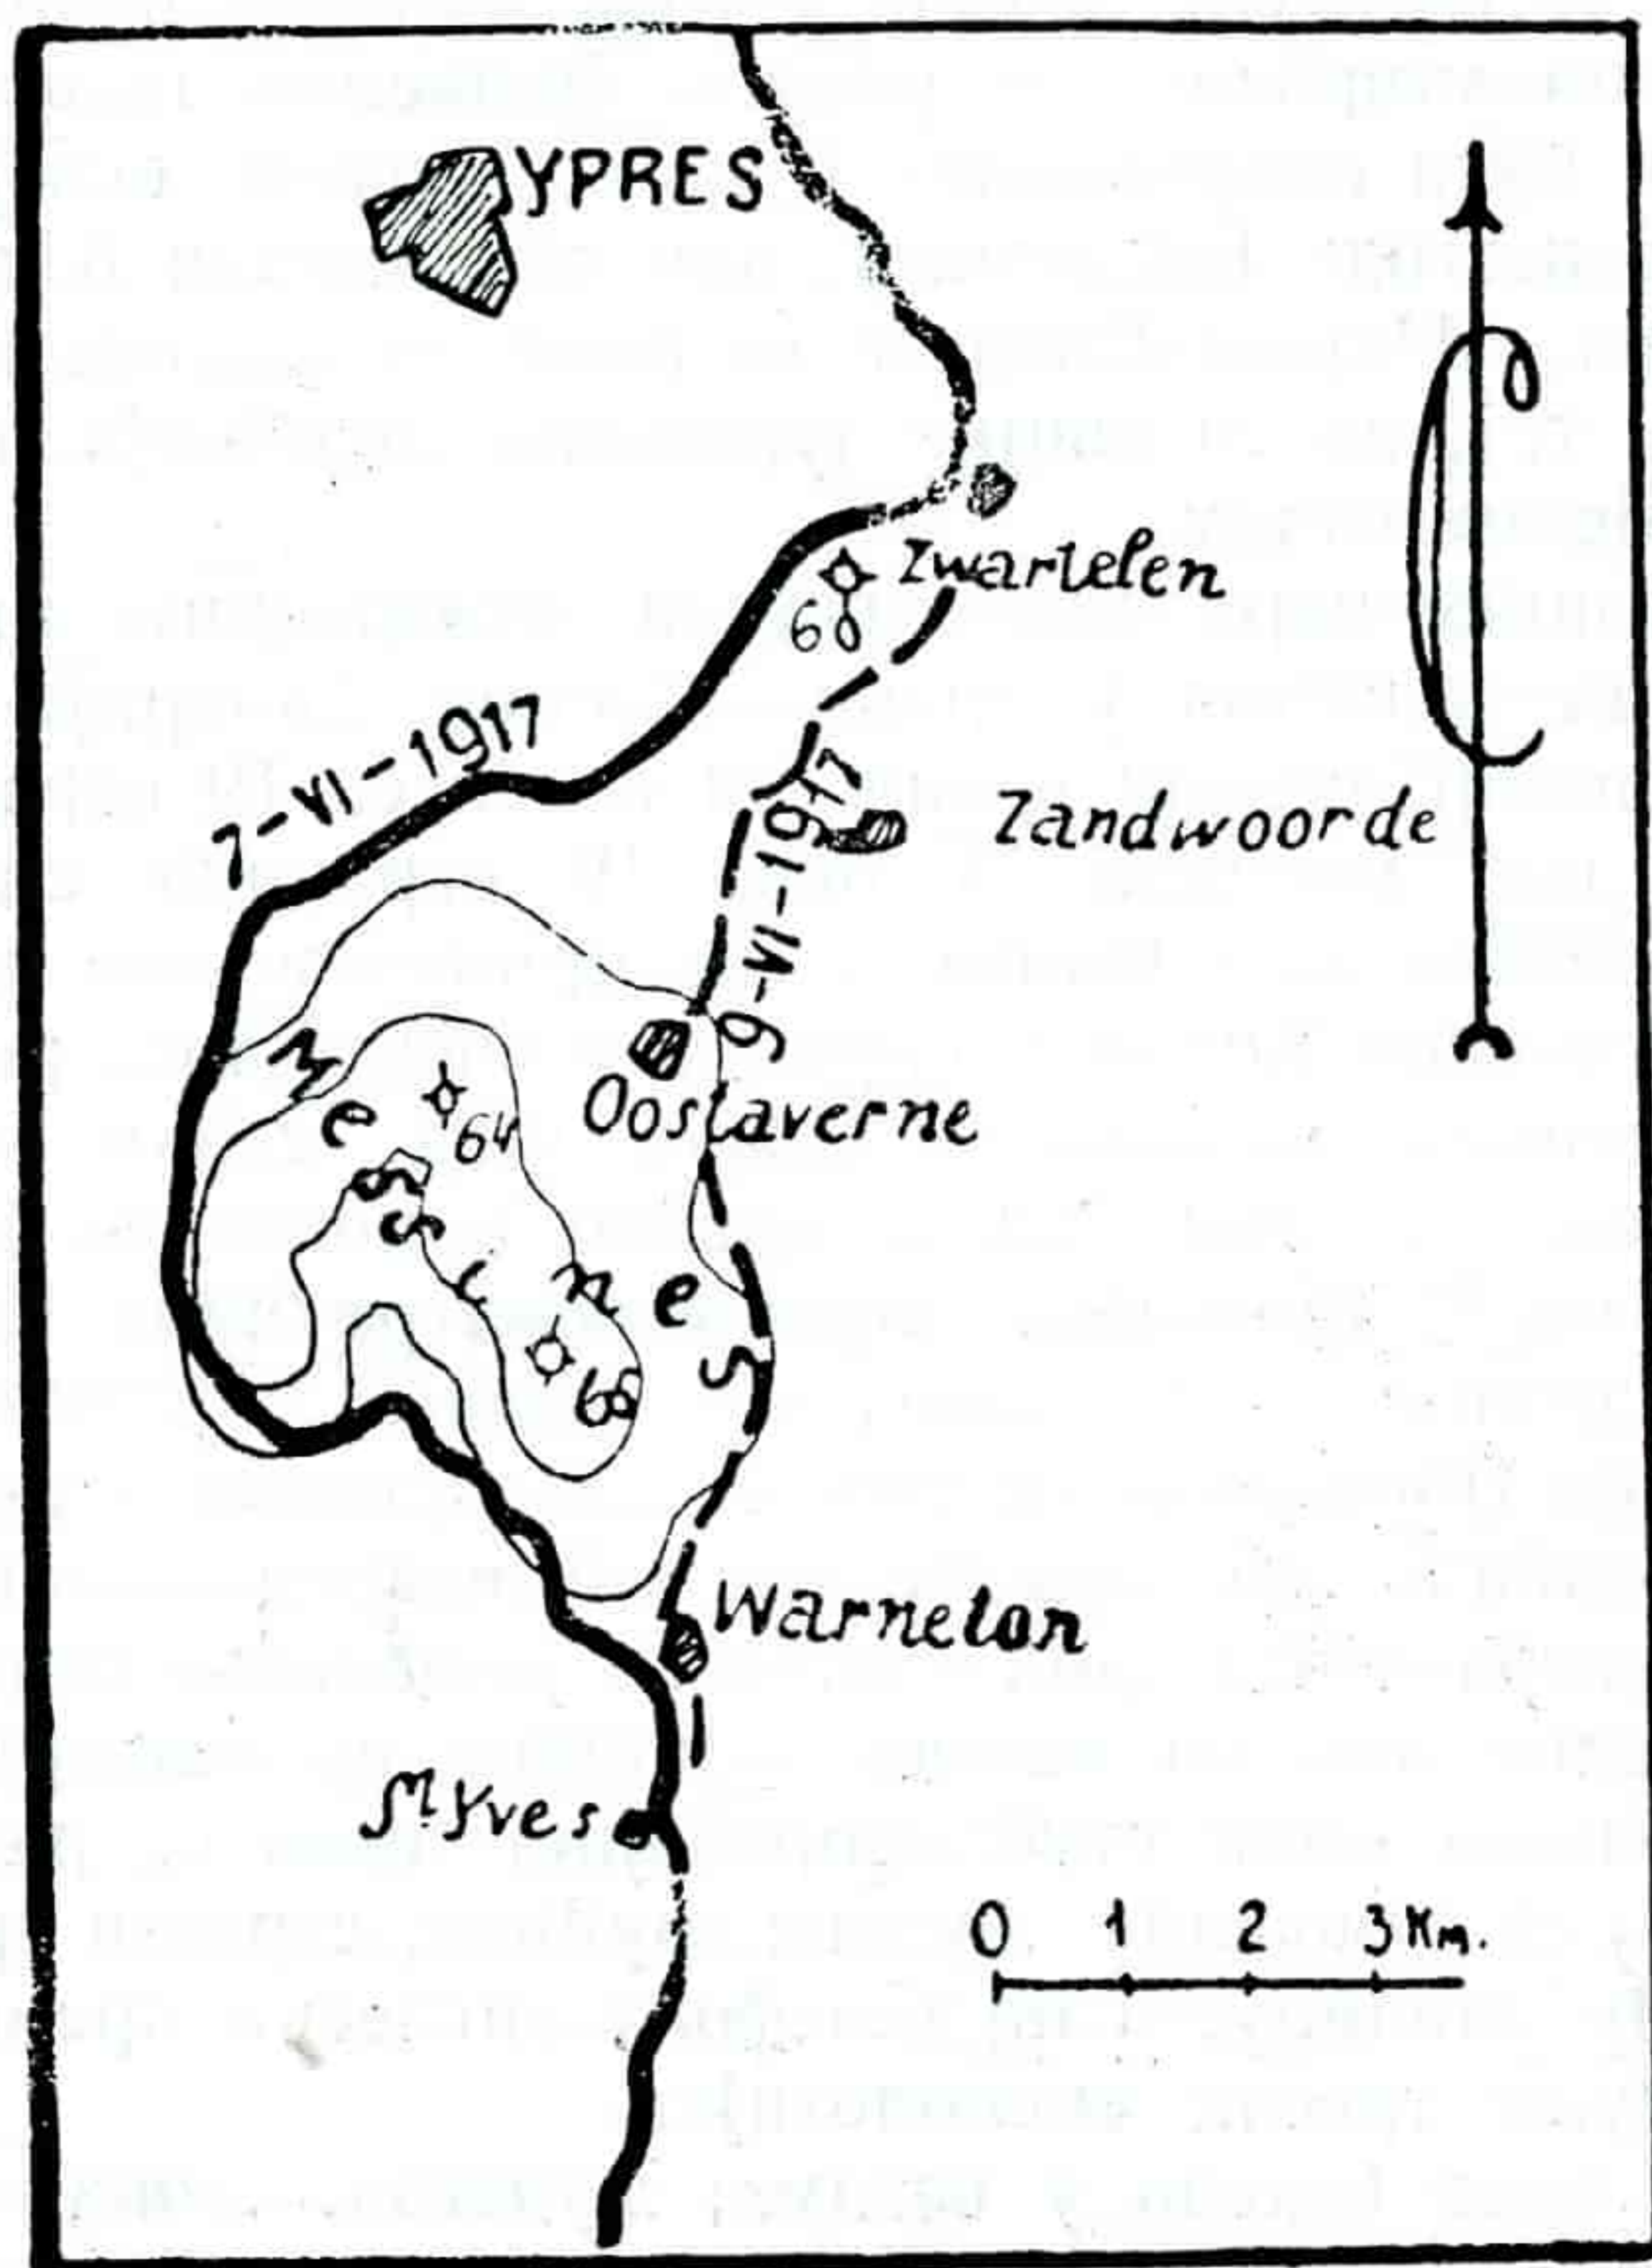 YPRES
Zwartelen
60
7-VI-1917
Zandwoorde
9-VI-1917
Oostaverne
Messines
64
Warneton
St Yves
0 1 2 3 Km.